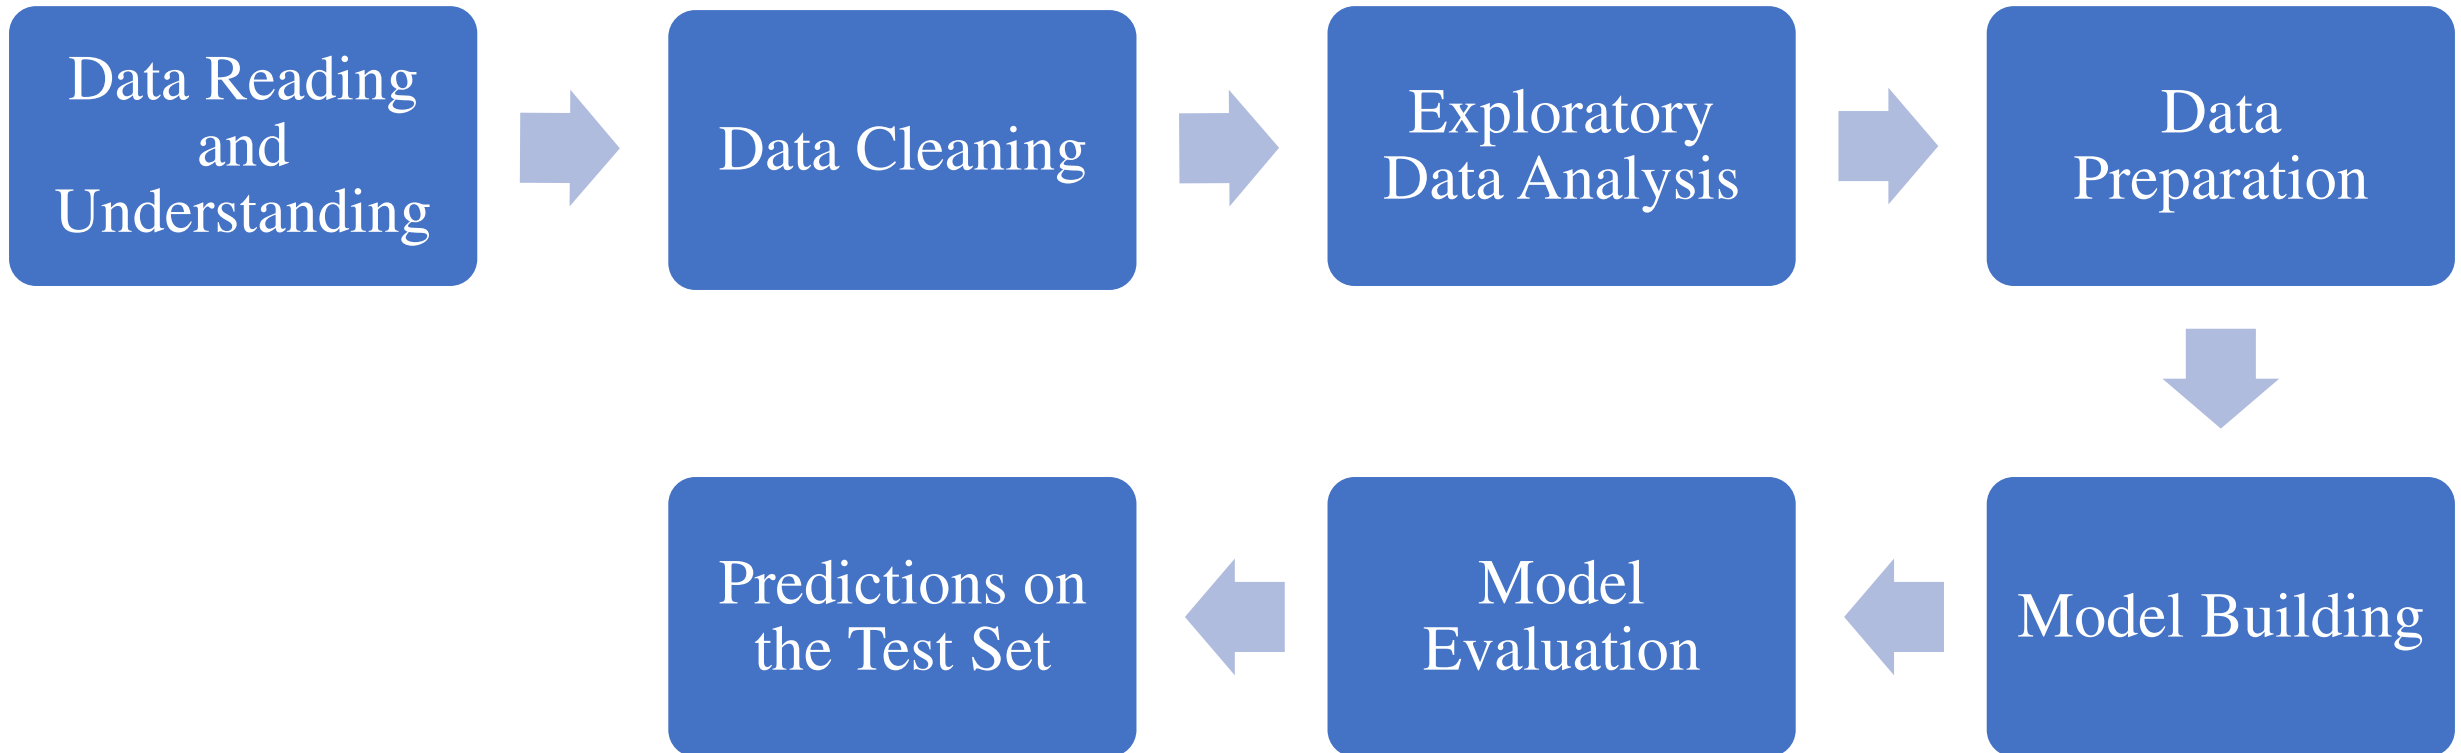 Data Reading
and
Understanding
Data Cleaning
Exploratory
Data Analysis
Data
Preparation
Model Building
Model
Evaluation
Predictions on
the Test Set